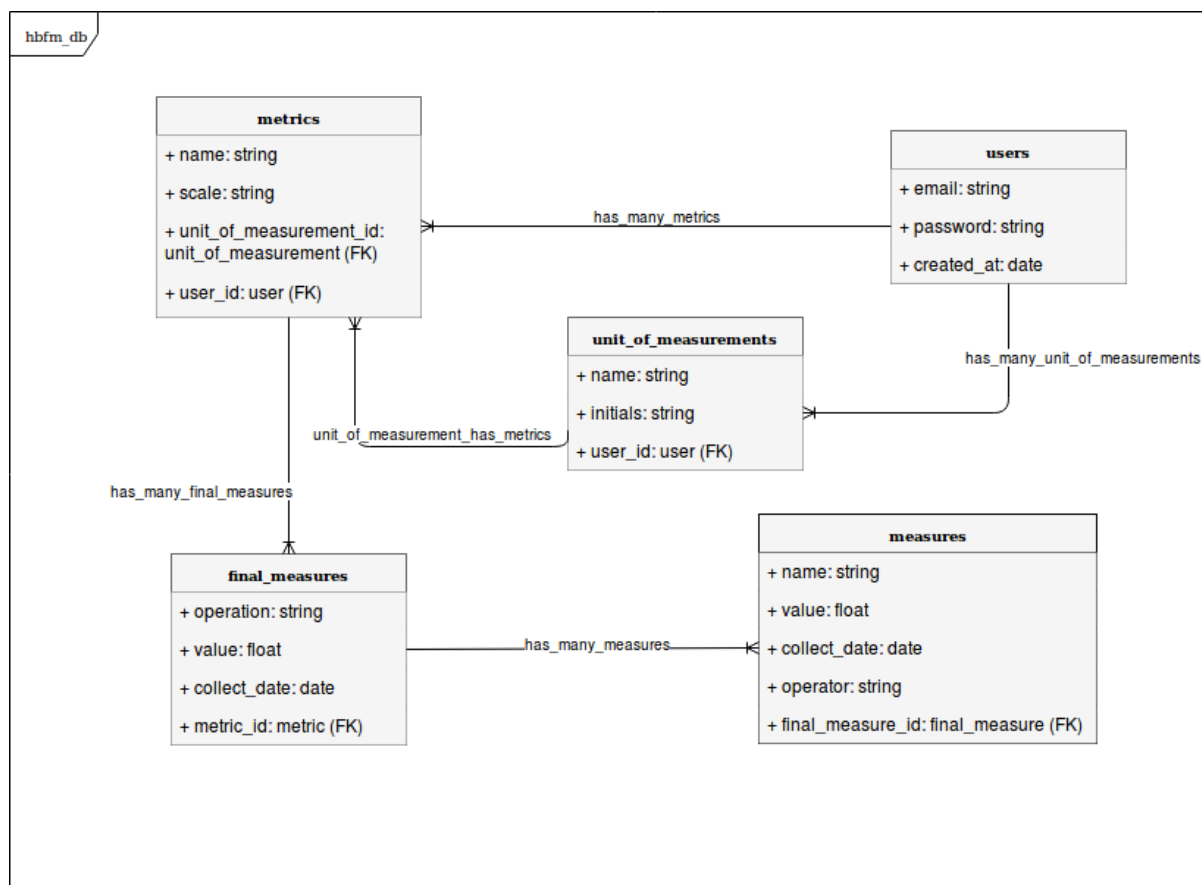 hbfm_db
metrics
+ name: string
+ scale: string
+ unit_of_measurement_id:
unit_of_measurement (FK)
+ user_id: user (FK)
users
+ email: string
+ password: string
+ created_at: date
has_many_metrics
unit_of_measurements
+ name: string
+ initials: string
+ user_id: user (FK)
has_many_unit_of_measurements
unit_of_measurement_has_metrics
has_many_final_measures
final_measures
+ operation: string
+ value: float
+ collect_date: date
+ metric_id: metric (FK)
has_many_measures
measures
+ name: string
+ value: float
+ collect_date: date
+ operator: string
+ final_measure_id: final_measure (FK)